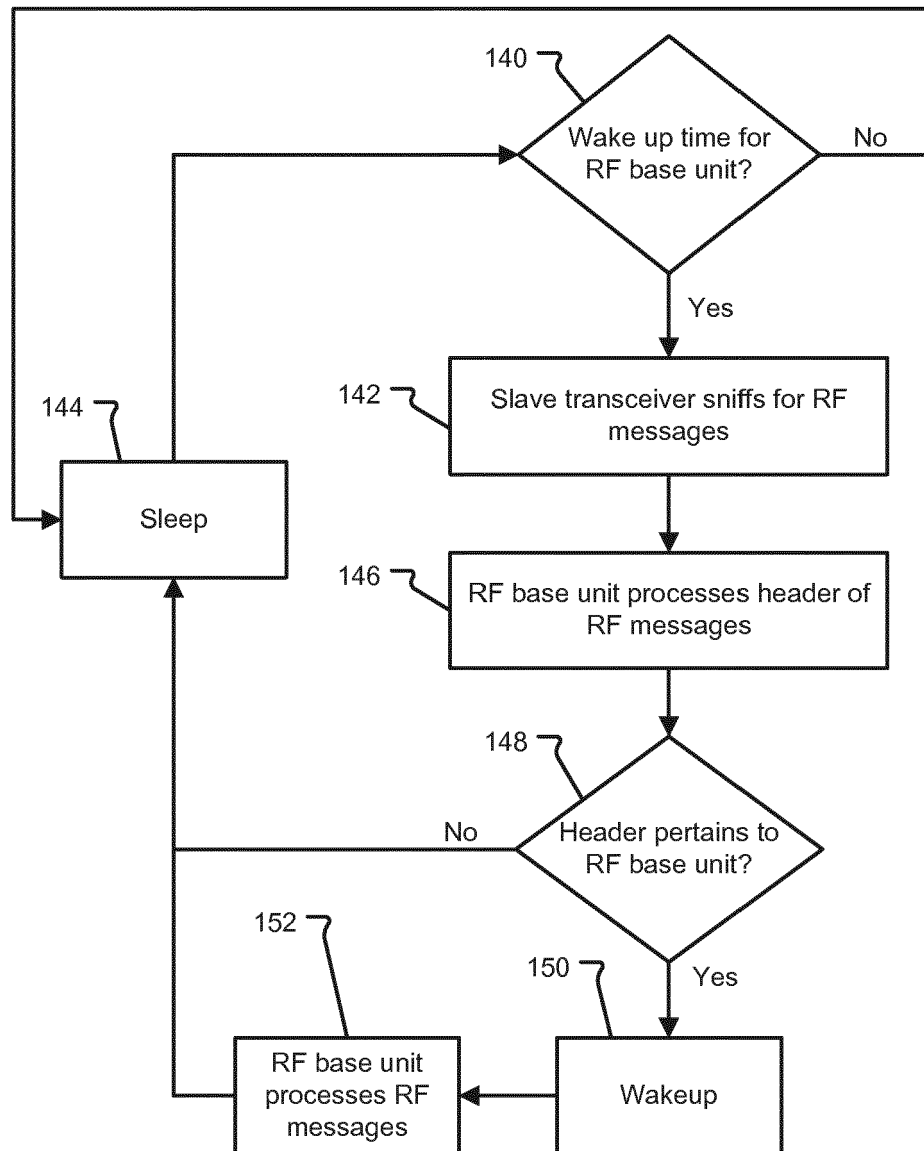 140
Wake up time for
RF base unit?
No
Yes
142
Slave transceiver sniffs for RF
messages
144
Sleep
146
RF base unit processes header of
RF messages
148
No
Header pertains to
RF base unit?
Yes
152
150
RF base unit
processes RF
messages
Wakeup